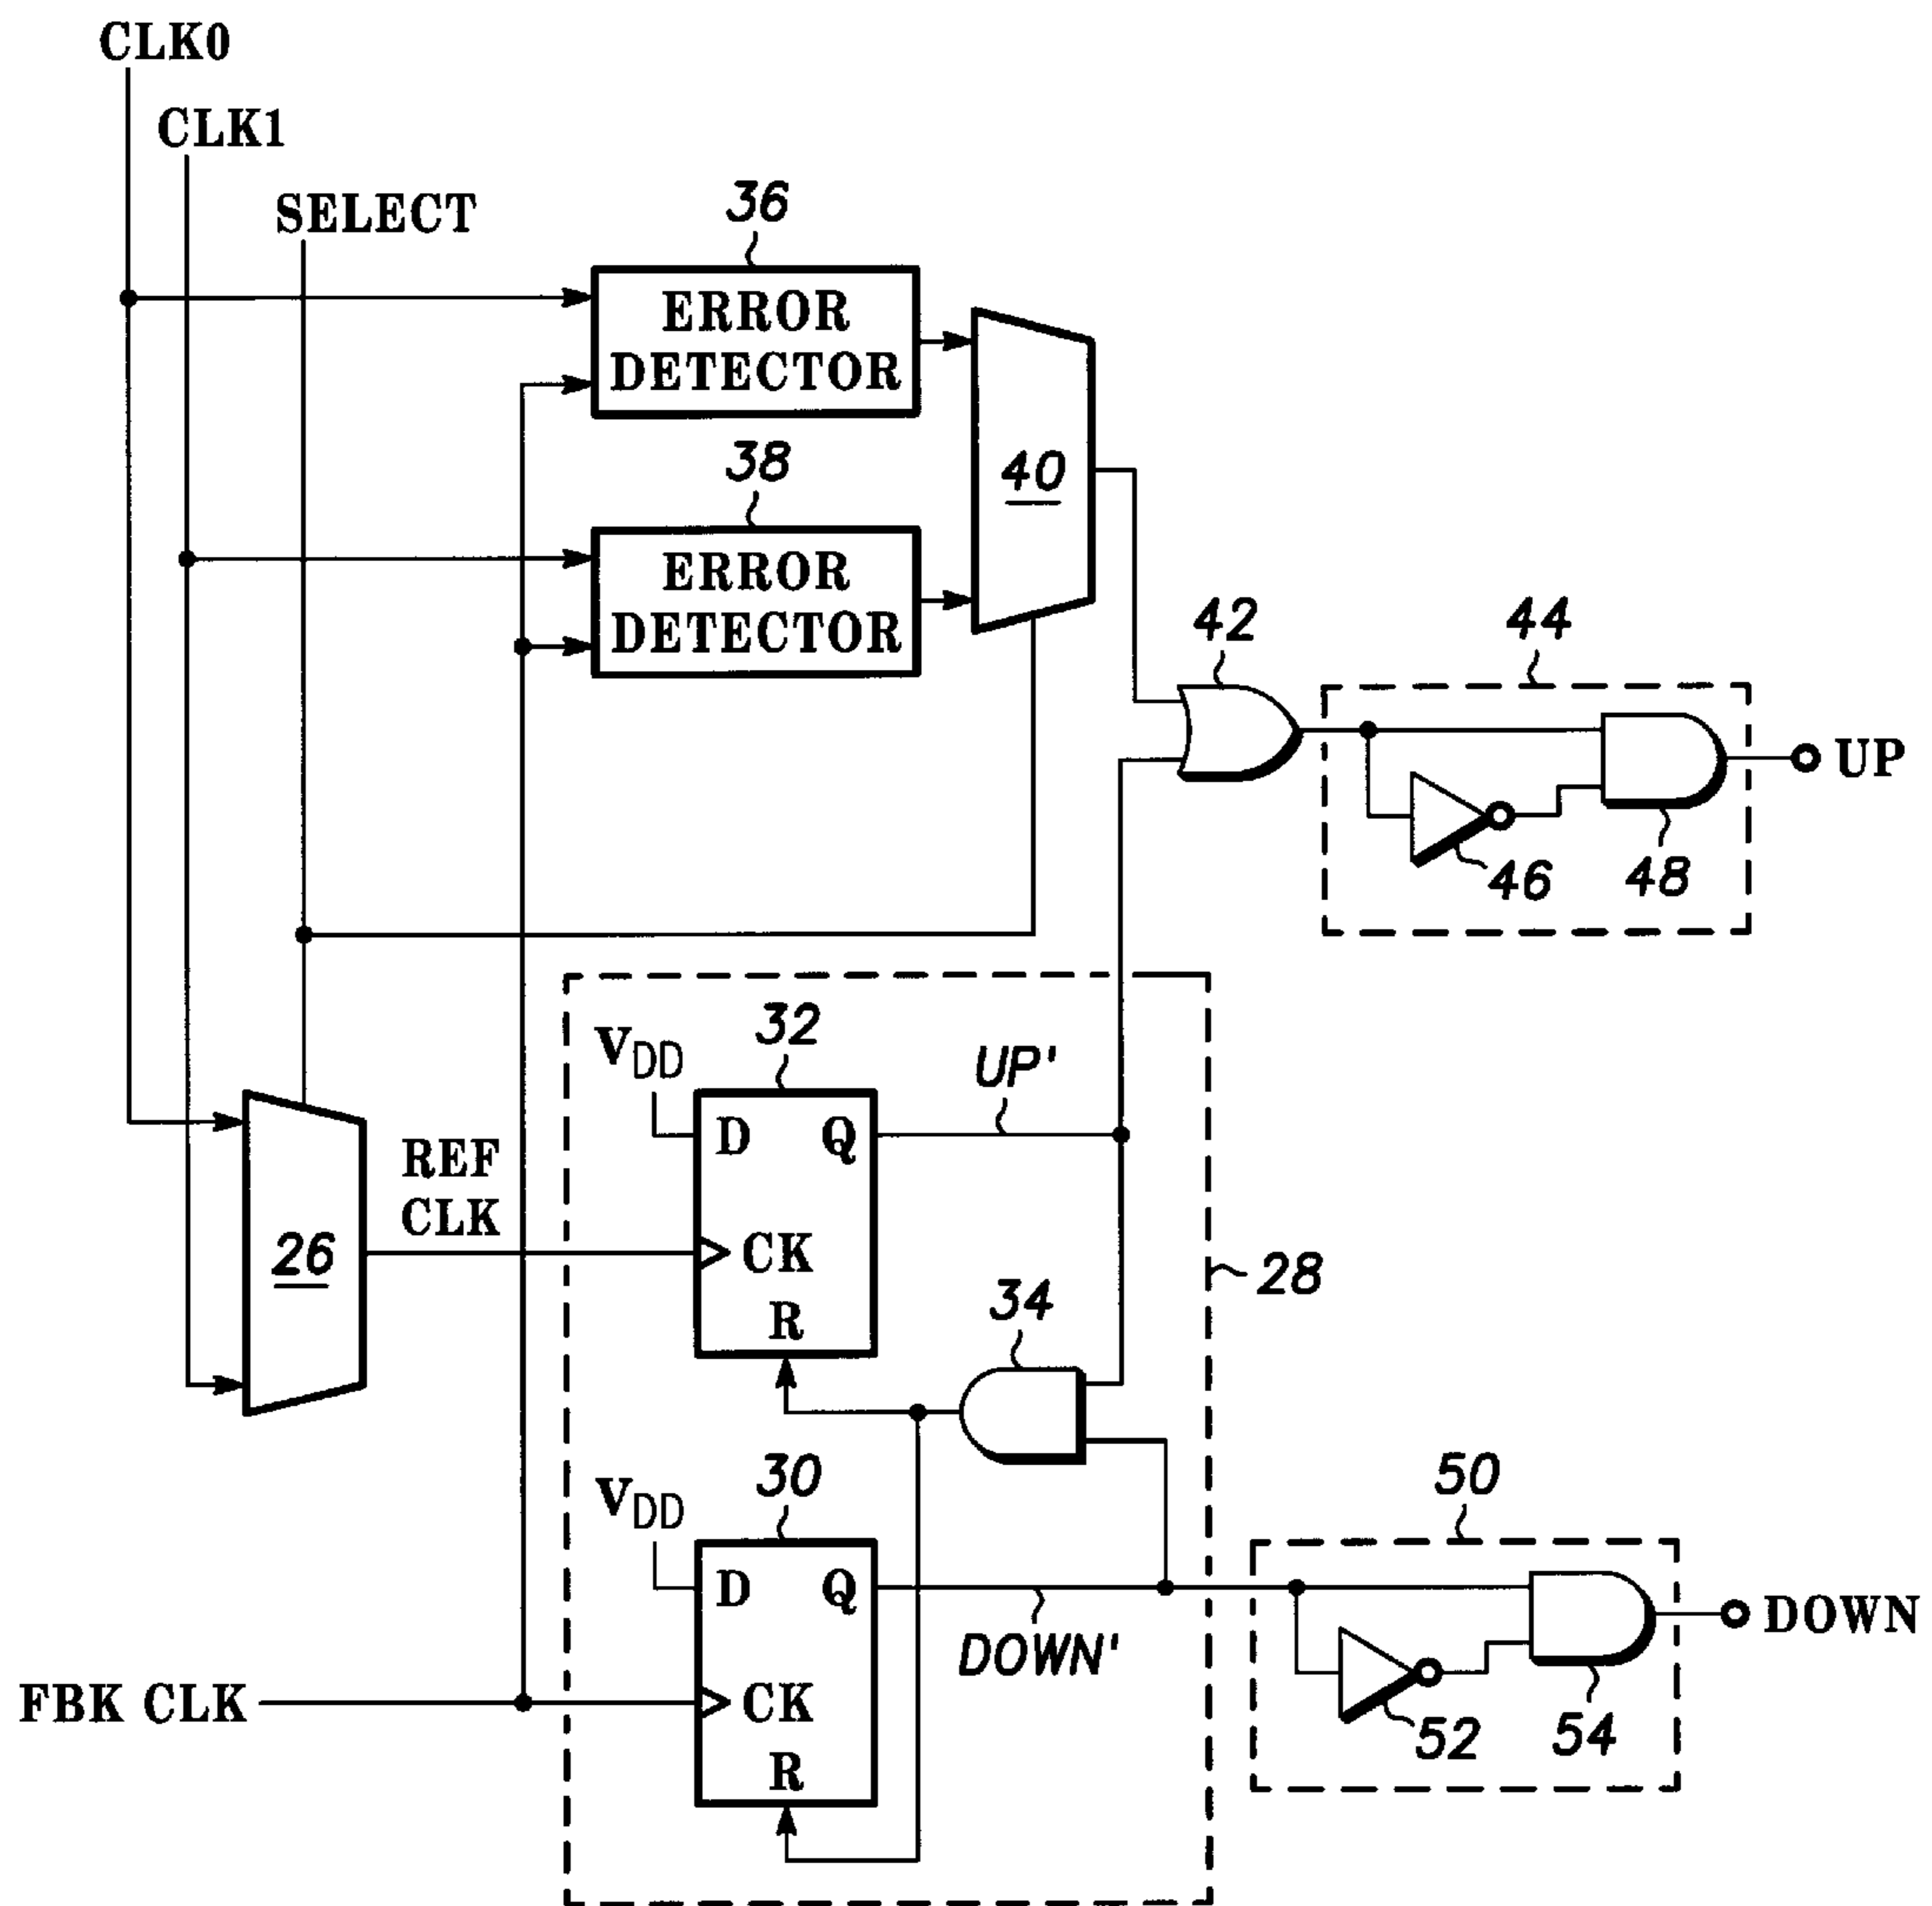 CLK0
CLK1
SELECT
36
ERROR
DETECTOR
38
ERROR
DETECTOR
40
42
44
UP
46
48
32
VDD
UP'
D Q
REF
CLK
CK
26
28
R
34
30
VDD
50
D Q
DOWN
DOWN'
FBK CLK
CK
52
54
R